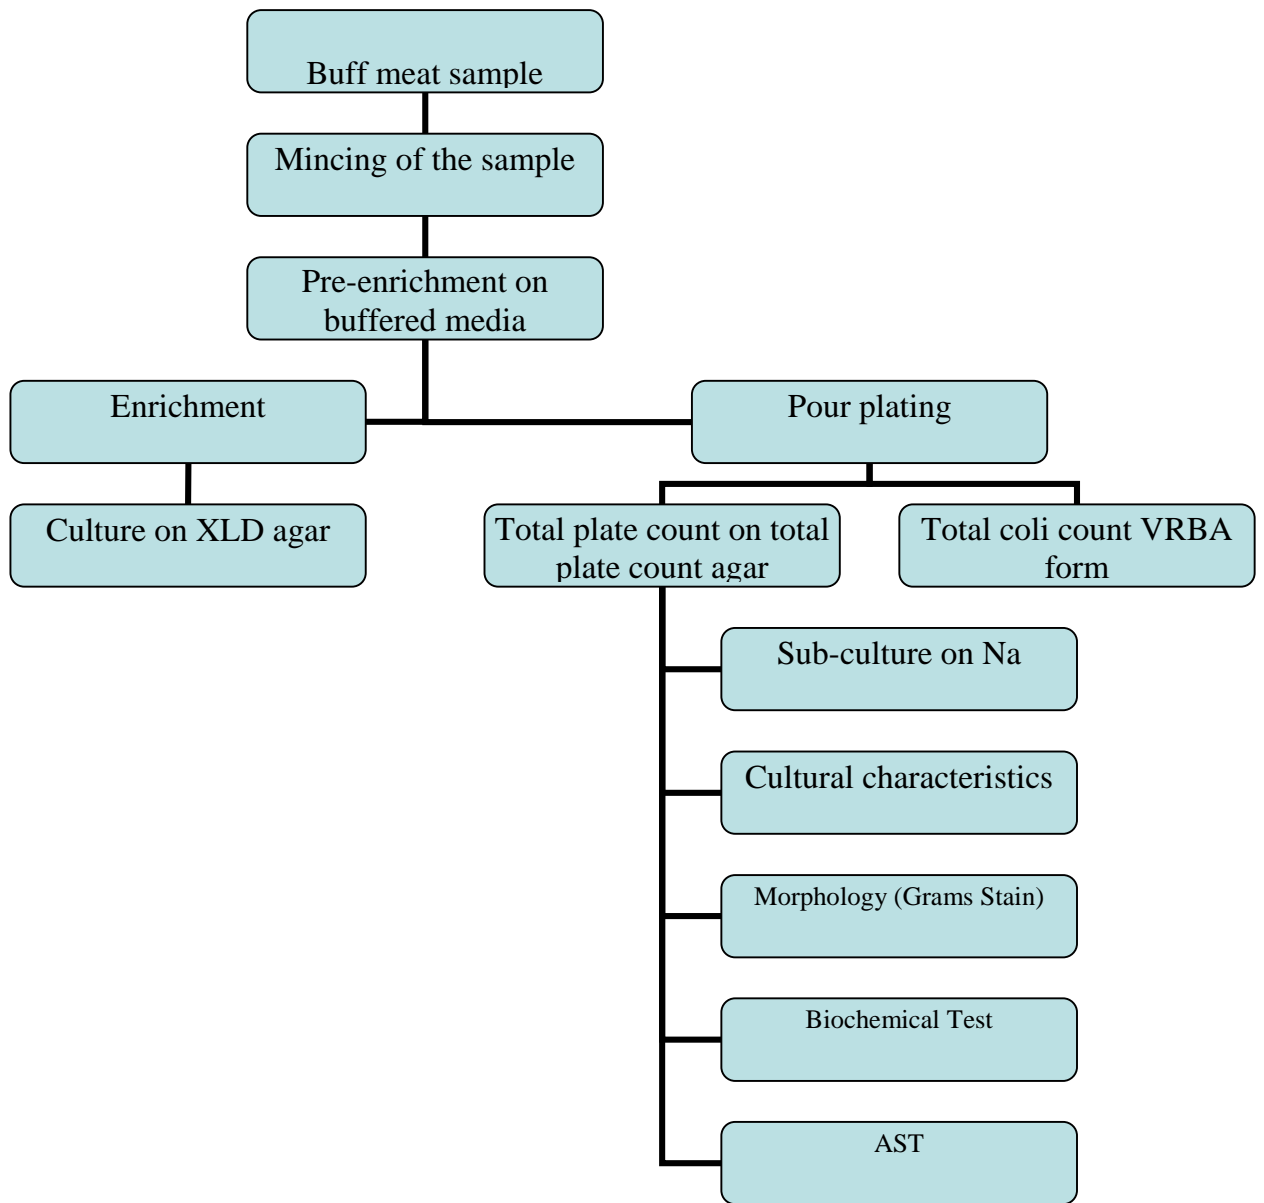 Buff meat sample
Mincing of the sample
Pre-enrichment on
buffered media
Enrichment
Pour plating
Culture on XLD agar
Total plate count on total
plate count agar
Total coli count VRBA
form
Sub-culture on Na
Cultural characteristics
Morphology (Grams Stain)
Biochemical Test
AST